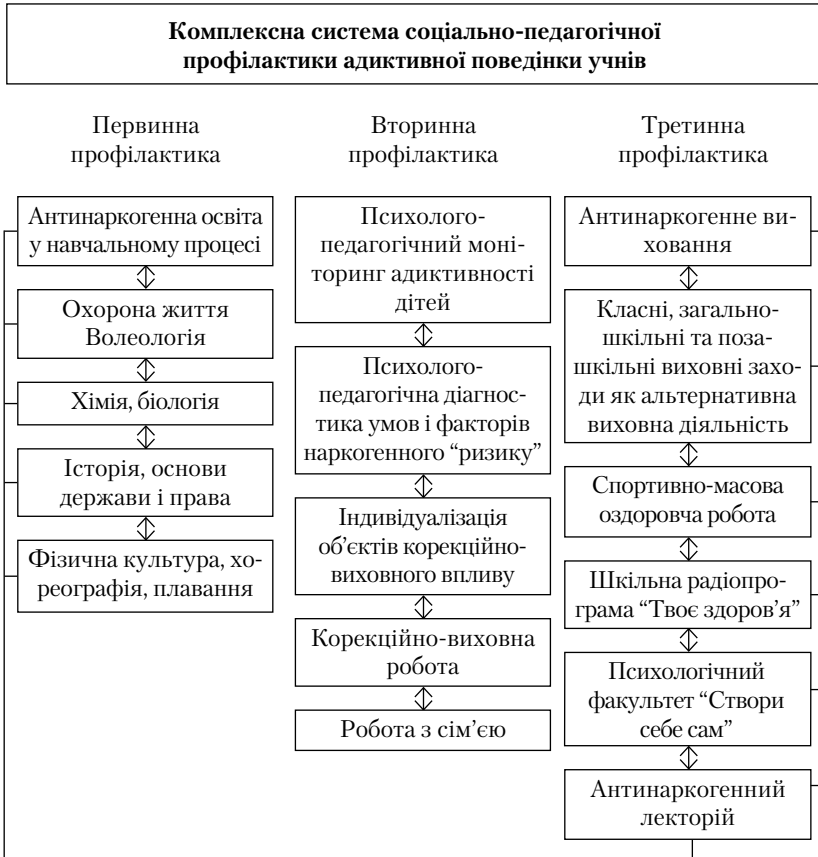 Комплексна система соціально-педагогічної
профілактики адиктивної поведінки учнів
Первинна
профілактика
Антинаркогенна освіта
у навчальному процесі
Охорона життя
Волеологія
Хімія, біологія
Історія, основи
держави і права
Фізична культура, хо-
реографія, плавання
Вторинна
профілактика
Психолого-
педагогічний моні-
торинг адиктивності
дітей
Психолого-
педагогічна діагнос-
тика умов і факторів
наркогенного “ризику”
Індивідуалізація
об’єктів корекційно-
виховного впливу
Корекційно-виховна
робота
Робота з сім’єю
Третинна
профілактика
Антинаркогенне ви-
ховання
Класні, загально-
шкільні та поза-
шкільні виховні захо-
ди як альтернативна
виховна діяльність
Спортивно-масова
оздоровча робота
Шкільна радіопро-
грама “Твоє здоров’я”
Психологічний
факультет “Створи
себе сам”
Антинаркогенний
лекторій